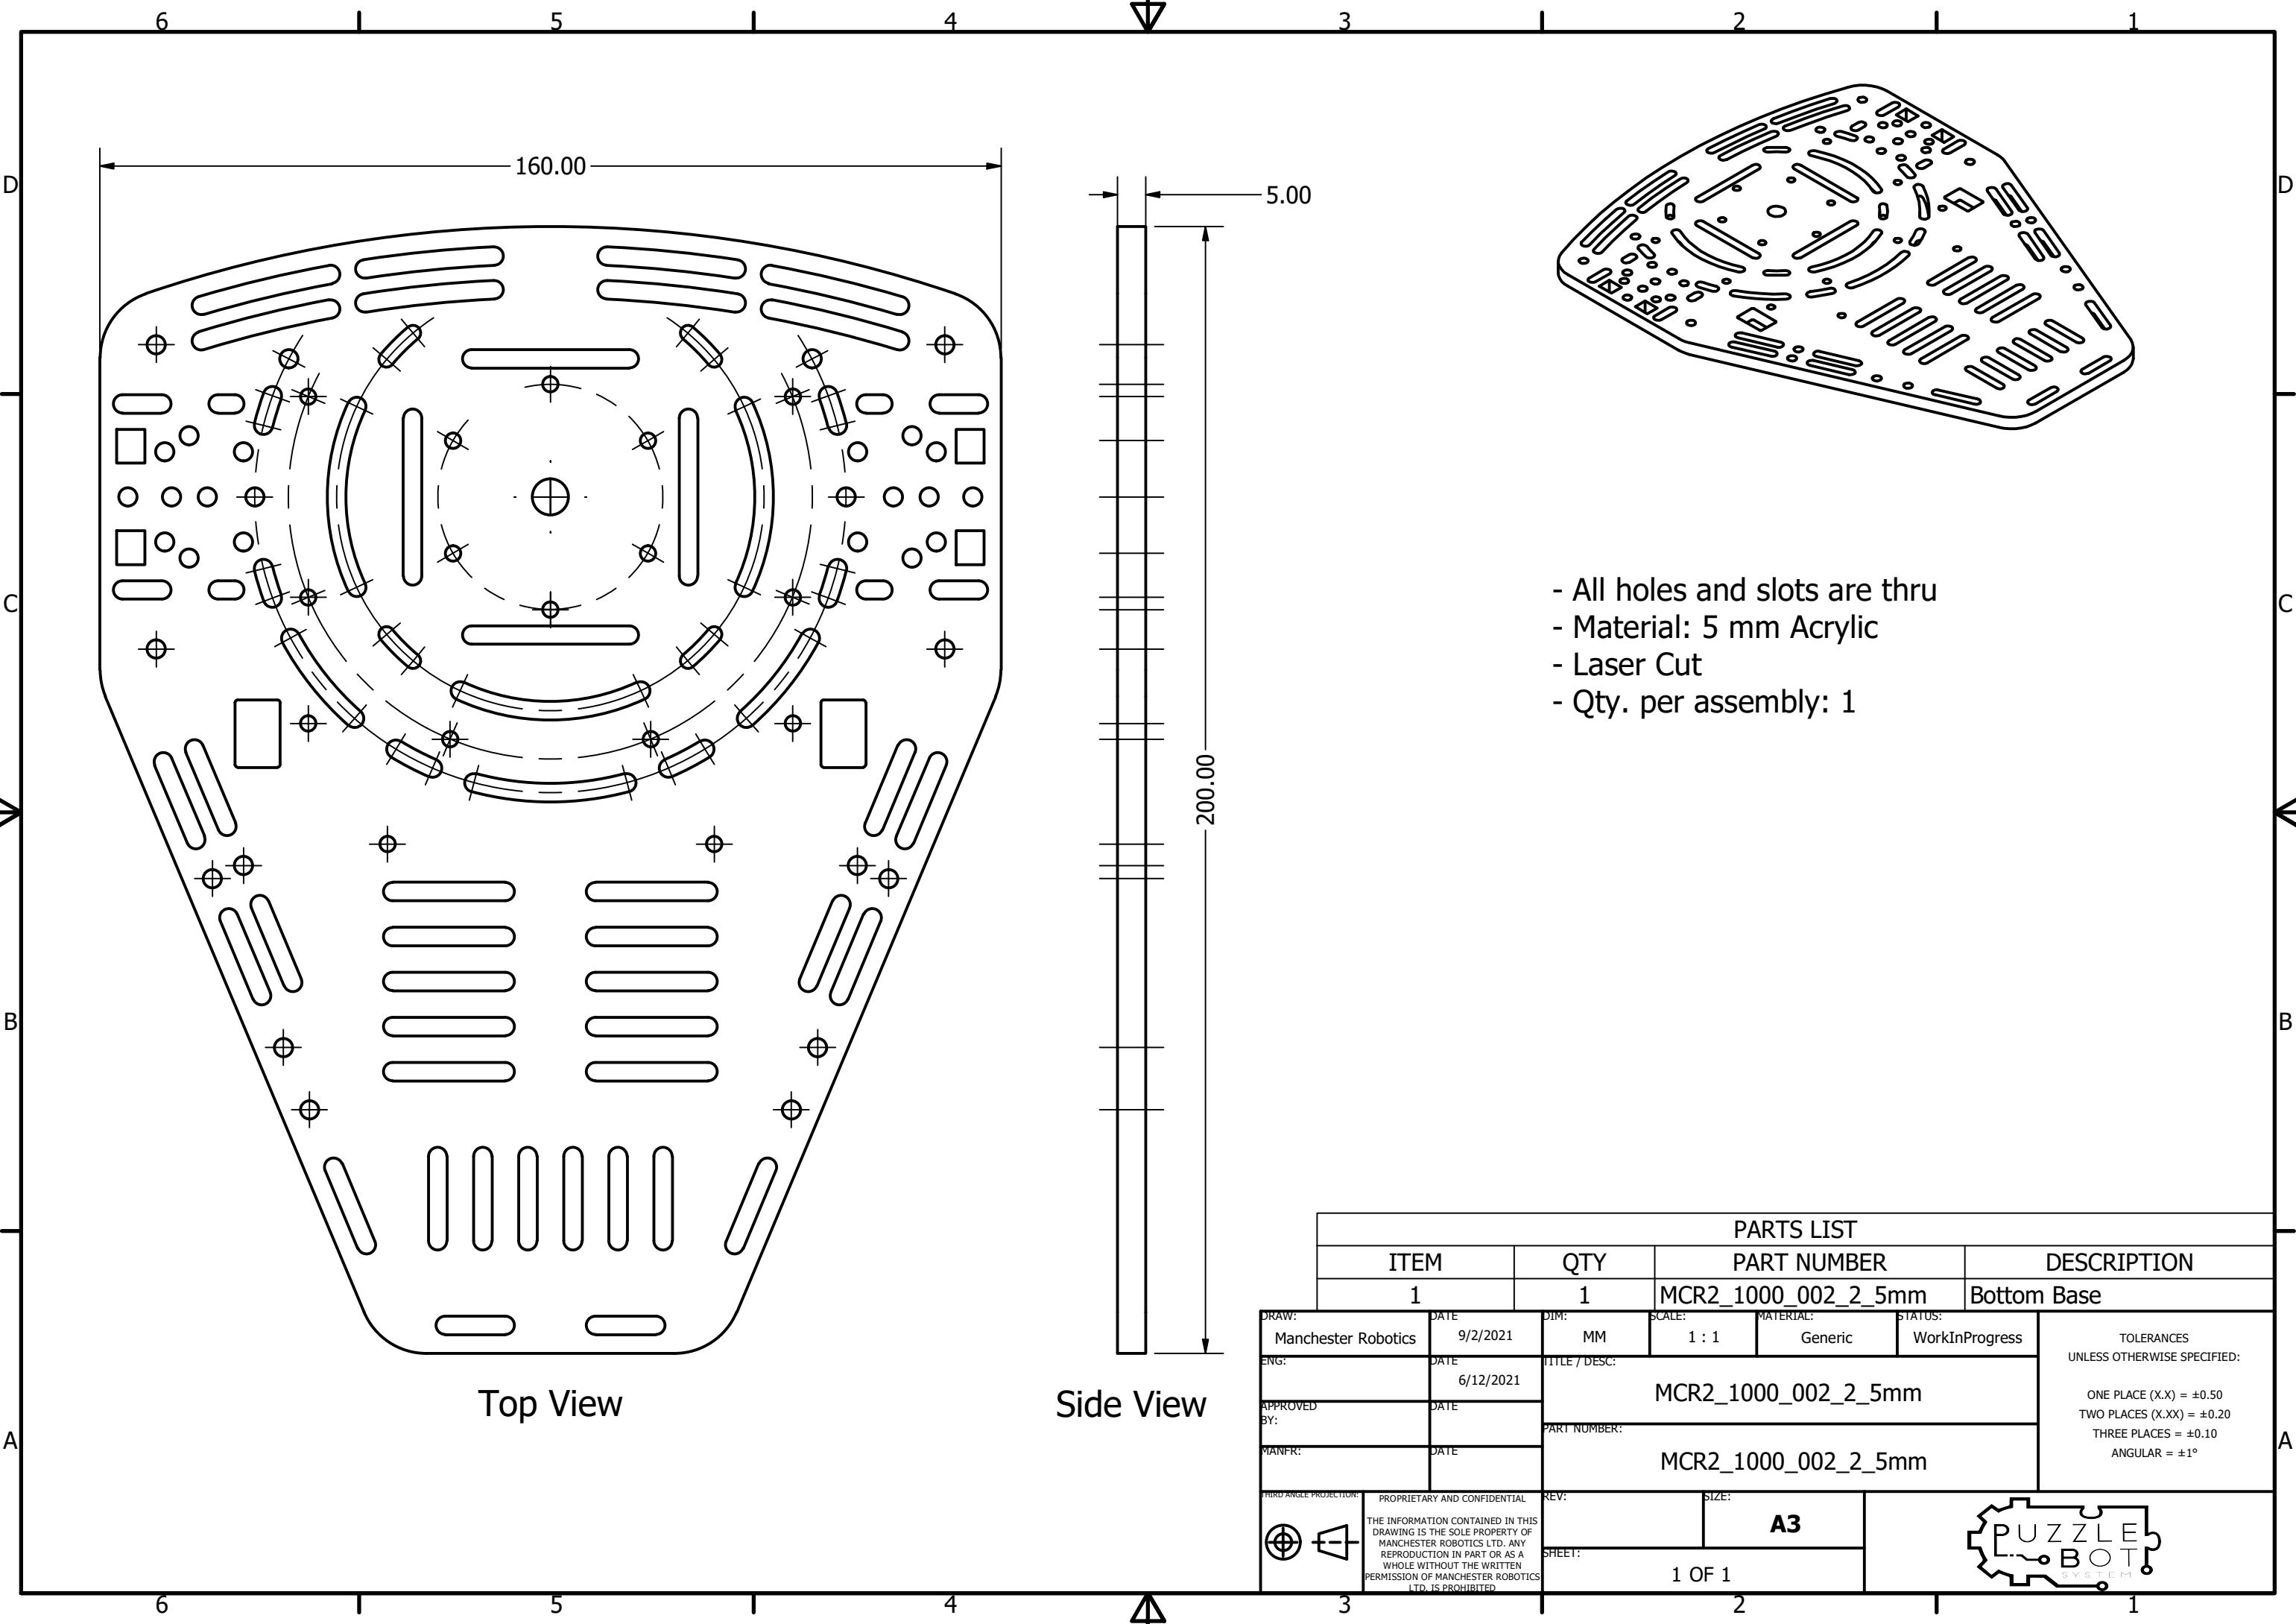 6 5 4 3 2 1
D D
160.00
5.00
200.00
C C
- All holes and slots are thru
- Material: 5 mm Acrylic
- Laser Cut
- Qty. per assembly: 1
B B
PARTS LIST
ITEM QTY PART NUMBER DESCRIPTION
1 1 MCR2_1000_002_2_5mm Bottom Base
DRAW: DATE DIM: SCALE: MATERIAL: STATUS:
Manchester Robotics 9/2/2021 MM 1 : 1 Generic WorkInProgress
TOLERANCES
UNLESS OTHERWISE SPECIFIED:
ONE PLACE (X.X) = ±0.50
TWO PLACES (X.XX) = ±0.20
THREE PLACES = ±0.10
ANGULAR = ±1°
ENG: DATE TITLE / DESC:
6/12/2021
MCR2_1000_002_2_5mm
Top View
Side View
APPROVED BY: DATE
PART NUMBER:
A A
MANFR: DATE
MCR2_1000_002_2_5mm
THIRD ANGLE PROJECTION:
PROPRIETARY AND CONFIDENTIAL
THE INFORMATION CONTAINED IN THIS
DRAWING IS THE SOLE PROPERTY OF
MANCHESTER ROBOTICS LTD. ANY
REPRODUCTION IN PART OR AS A
WHOLE WITHOUT THE WRITTEN
PERMISSION OF MANCHESTER ROBOTICS
LTD. IS PROHIBITED
REV: SIZE:
A3
SHEET:
1 OF 1
PUZZLE
BOT
SYSTEM
6 5 4 3 2 1